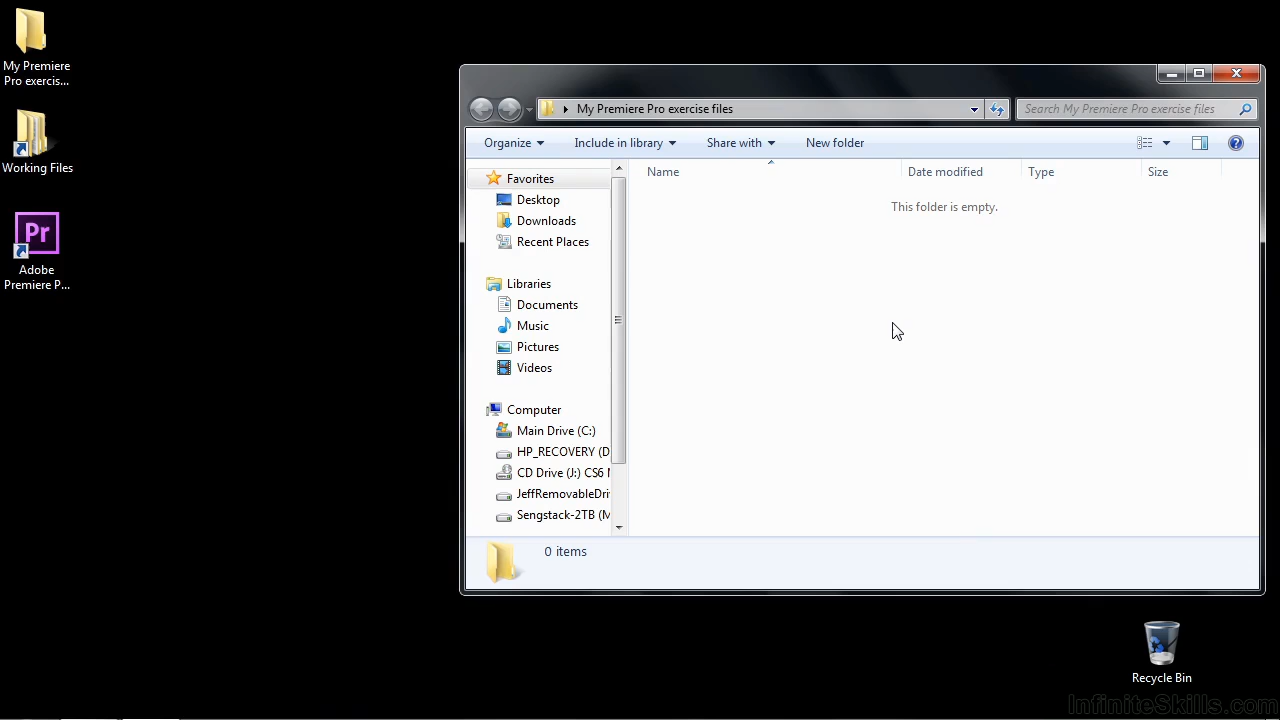 My Premiere
Pro exercis...
Working Files
Pr
Adobe
Premiere P...
My Premiere Pro exercise files
Search My Premiere Pro exercise files
Organize
Include in library
Share with
New folder
Name
Date modified
Type
Size
This folder is empty.
Favorites
Desktop
Downloads
Recent Places
Libraries
Documents
Music
Pictures
Videos
Computer
Main Drive (C:)
HP_RECOVERY (D
CD Drive (J:) CS6 M
JeffRemovableDri
Sengstack-2TB (M
0 items
Recycle Bin
InfiniteSkills.com